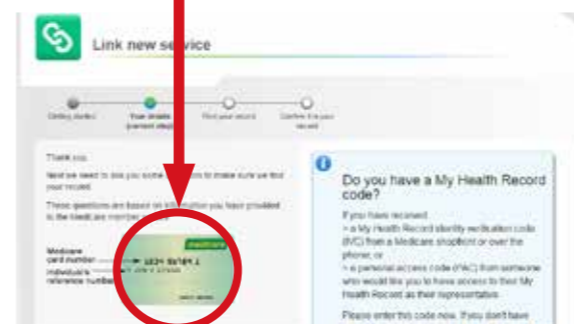 Link new service
Getting started
Your details
(current step)
Find your record
Confirm it is your
record
Thank you.
Next we need to ask you some to make sure we find
your record.
These questions are based on information you have provided
to the Medicare
Medicare
card number
Individual's
reference number
medicare
Do you have a My Health Record
code?
If you have received:
> a My Health Record identity verification code
(IVC) from a Medicare shopfront or over the
phone; or
> a personal access code (PAC) from someone
who would like you to have access to their My
Health Record as their representative.
Please enter this code now. If you don't have